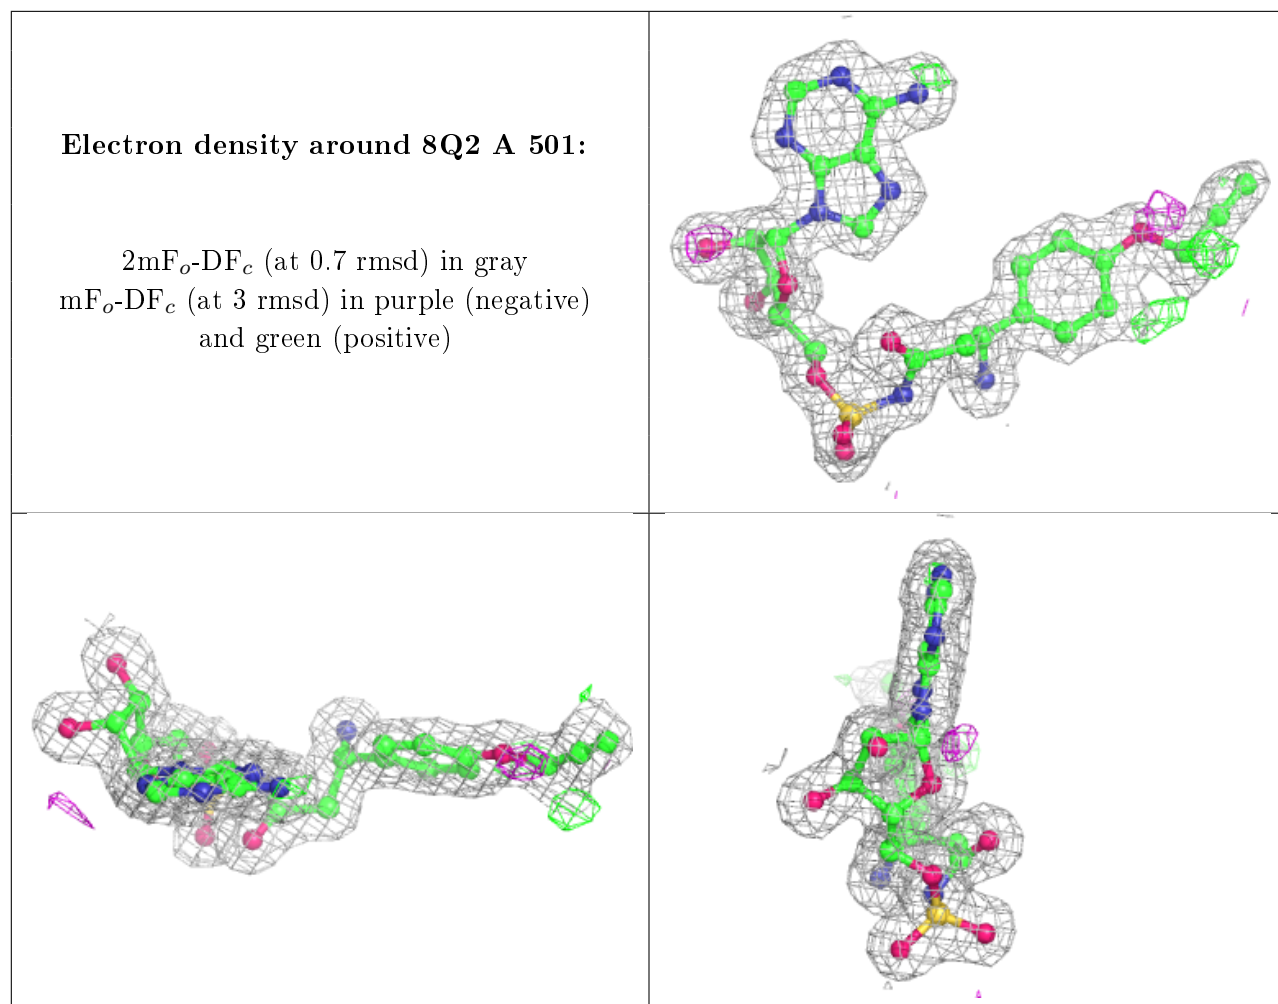 Electron density around 8Q2 A 501:
2mFo-DFc (at 0.7 rmsd) in gray
mFo-DFc (at 3 rmsd) in purple (negative)
and green (positive)